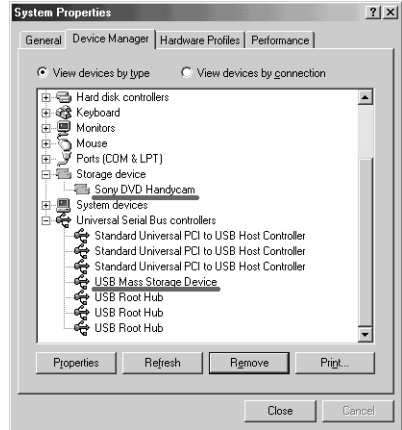 System Properties
General Device Manager Hardware Profiles Performance
View devices by type View devices by connection
Hard disk controllers
Keyboard
Monitors
Mouse
Ports (COM & LPT)
Storage device
Sony DVD Handycam
System devices
Universal Serial Bus controllers
Standard Universal PCI to USB Host Controller
Standard Universal PCI to USB Host Controller
Standard Universal PCI to USB Host Controller
USB Mass Storage Device
USB Root Hub
USB Root Hub
USB Root Hub
Properties Refresh Remove Print...
Close Cancel